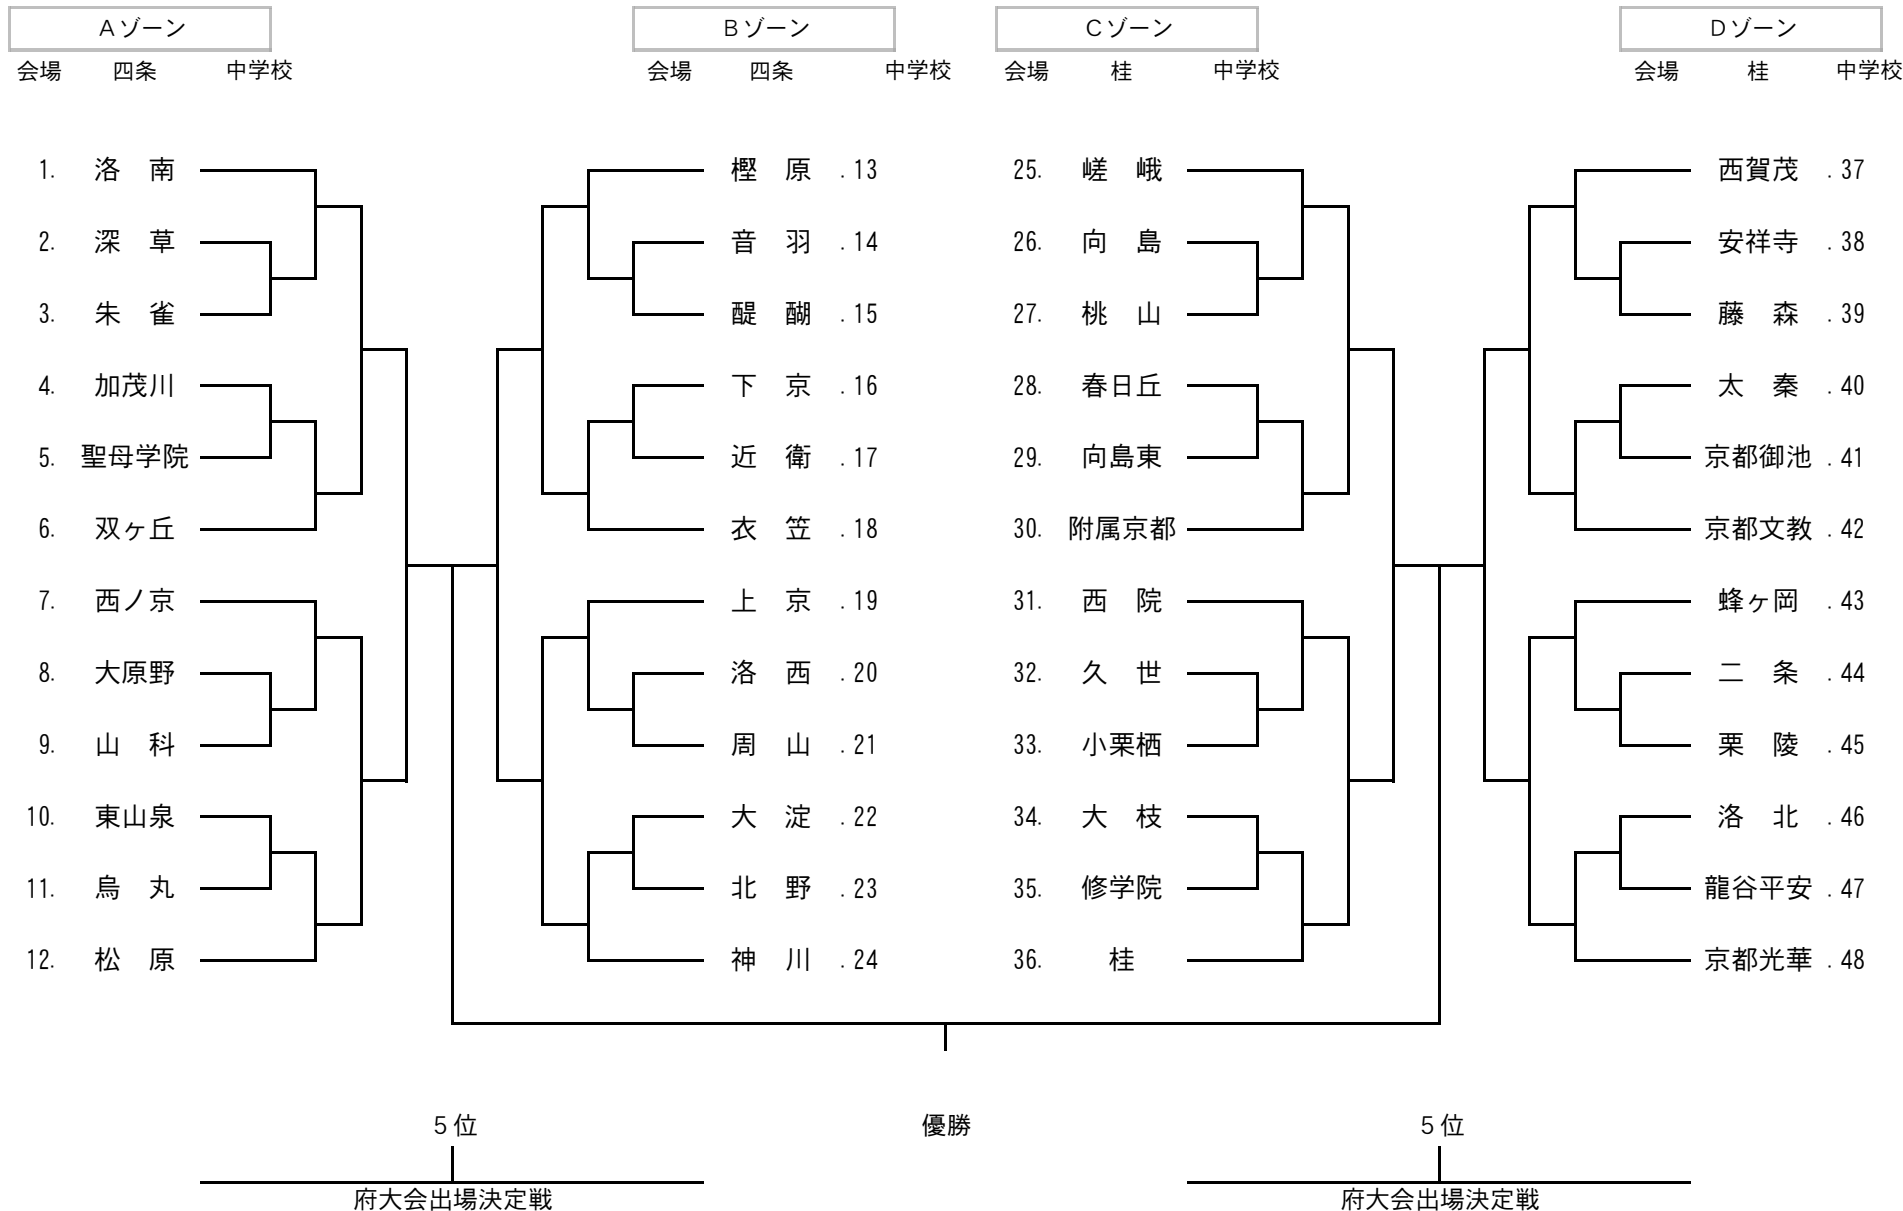 Aゾーン Bゾーン Cゾーン Dゾーン
会場 四条 中学校 会場 四条 中学校 会場 桂 中学校 会場 桂 中学校
1. 洛 南 樫 原 . 13 25. 嵯 峨 西賀茂 . 37
2. 深 草 音 羽 . 14 26. 向 島 安祥寺 . 38
3. 朱 雀 醍 醐 . 15 27. 桃 山 藤 森 . 39
4. 加茂川 下 京 . 16 28. 春日丘 太 秦 . 40
5. 聖母学院 近 衛 . 17 29. 向島東 京都御池 . 41
6. 双ヶ丘 衣 笠 . 18 30. 附属京都 京都文教 . 42
7. 西ノ京 上 京 . 19 31. 西 院 蜂ヶ岡 . 43
8. 大原野 洛 西 . 20 32. 久 世 二 条 . 44
9. 山 科 周 山 . 21 33. 小栗栖 栗 陵 . 45
10. 東山泉 大 淀 . 22 34. 大 枝 洛 北 . 46
11. 烏 丸 北 野 . 23 35. 修学院 龍谷平安 . 47
12. 松 原 神 川 . 24 36. 桂 京都光華 . 48
５位 優勝 ５位
府大会出場決定戦 府大会出場決定戦